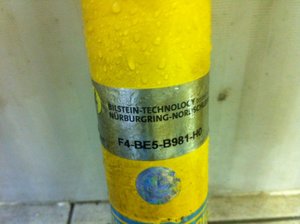 BILSTEIN-TECHNOLOGY
NÜRBURGRING-NORDSCHLEIFE
F4-BE5-B981-H0